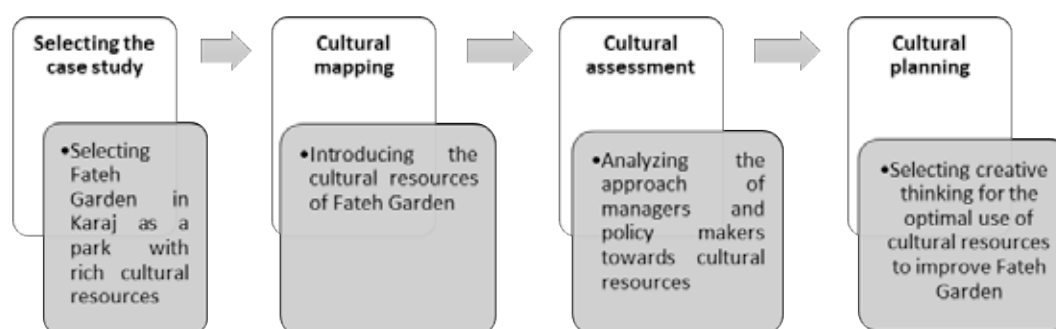 Selecting the
case study
•Selecting
Fateh
Garden in
Karaj as a
park with
rich cultural
resources
Cultural
mapping
•Introducing the
cultural resources
of Fateh Garden
Cultural
assessment
•Analyzing the
approach of
managers and
policy makers
towards cultural
resources
Cultural
planning
•Selecting creative
thinking for the
optimal use of
cultural resources
to improve Fateh
Garden